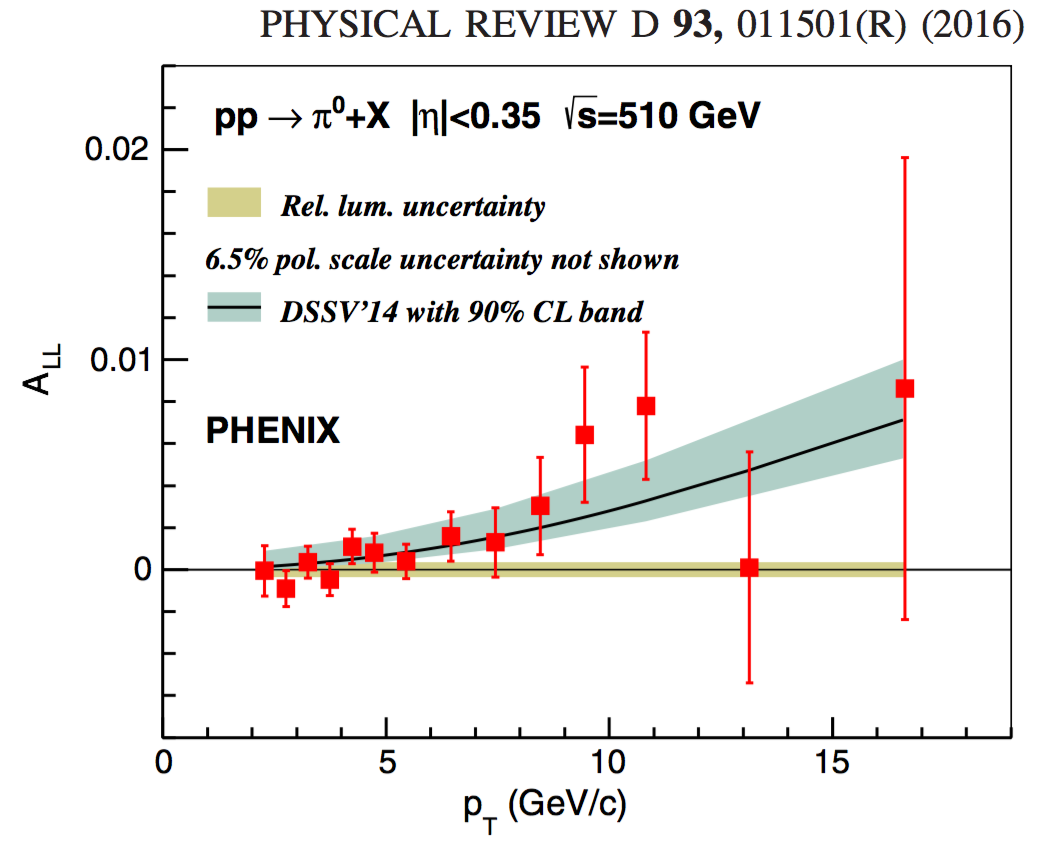 PHYSICAL REVIEW D 93, 011501(R) (2016)
pp → π⁰+X |η|<0.35 √s=510 GeV
0.02
Rel. lum. uncertainty
6.5% pol. scale uncertainty not shown
DSSV'14 with 90% CL band
0.01
A_LL
PHENIX
0
0 5 10 15
p_T (GeV/c)